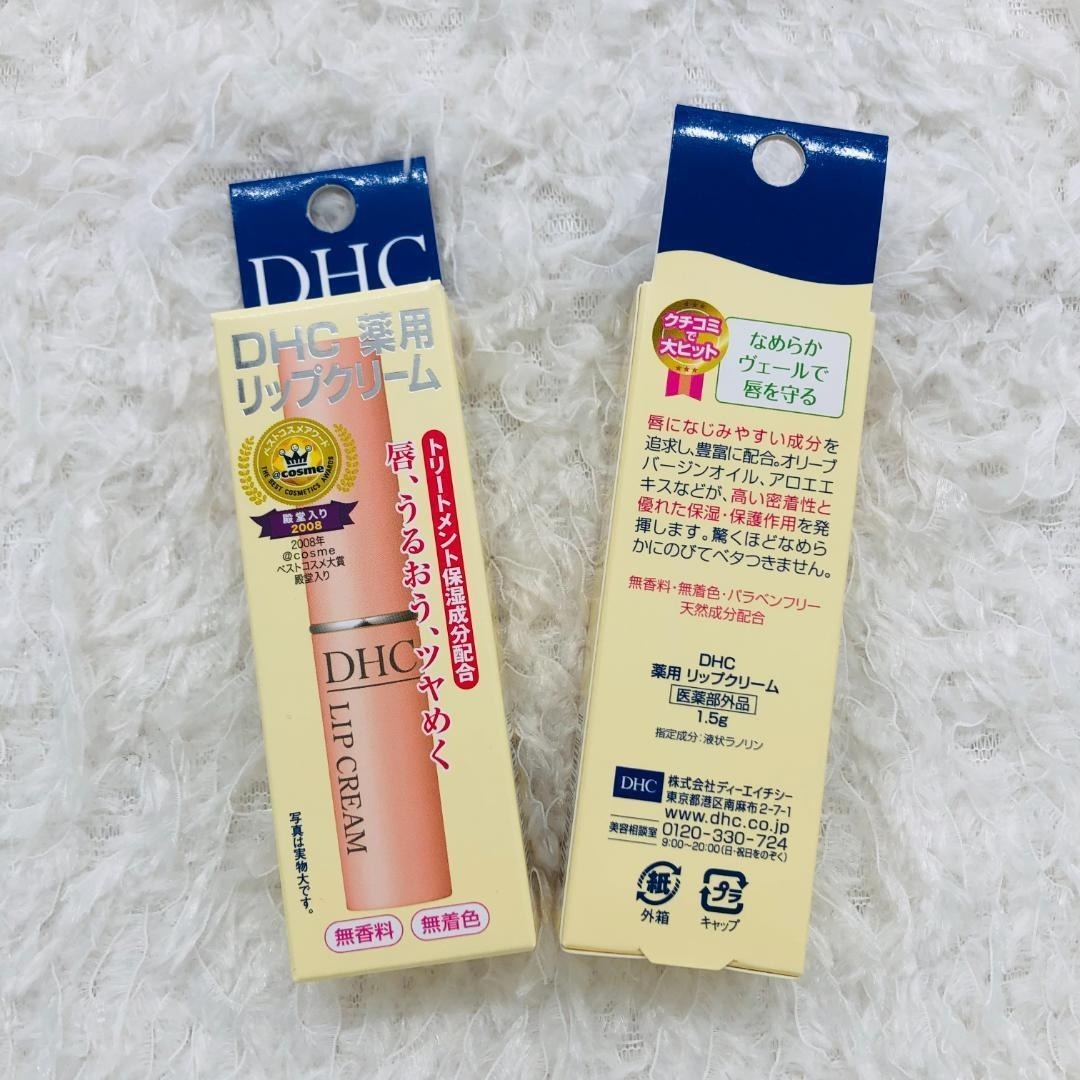 DHC
DHC 薬用
リップクリーム
ベストコスメアワード
@cosme
THE BEST COSMETICS AWARDS
殿堂入り
2008
2008年
@cosme
ベストコスメ大賞
殿堂入り
トリートメント保湿成分配合
唇、うるおう、ツヤめく
DHC
LIP CREAM
写真は実物大です。
無香料
無着色
クチコミ
で
大ヒット
なめらか
ヴェールで
唇を守る
唇になじみやすい成分を
追求し、豊富に配合。オリーブ
バージンオイル、アロエエ
キスなどが、高い密着性と
優れた保湿・保護作用を発
揮します。驚くほどなめら
かにのびてベタつきません。
無香料・無着色・パラベンフリー
天然成分配合
DHC
薬用 リップクリーム
医薬部外品
1.5g
指定成分:液状ラノリン
DHC
株式会社ディーエイチシー
東京都港区南麻布2-7-1
www.dhc.co.jp
美容相談室 0120-330-724
9:00~20:00(日・祝日をのぞく)
紙
外箱
プラ
キャップ